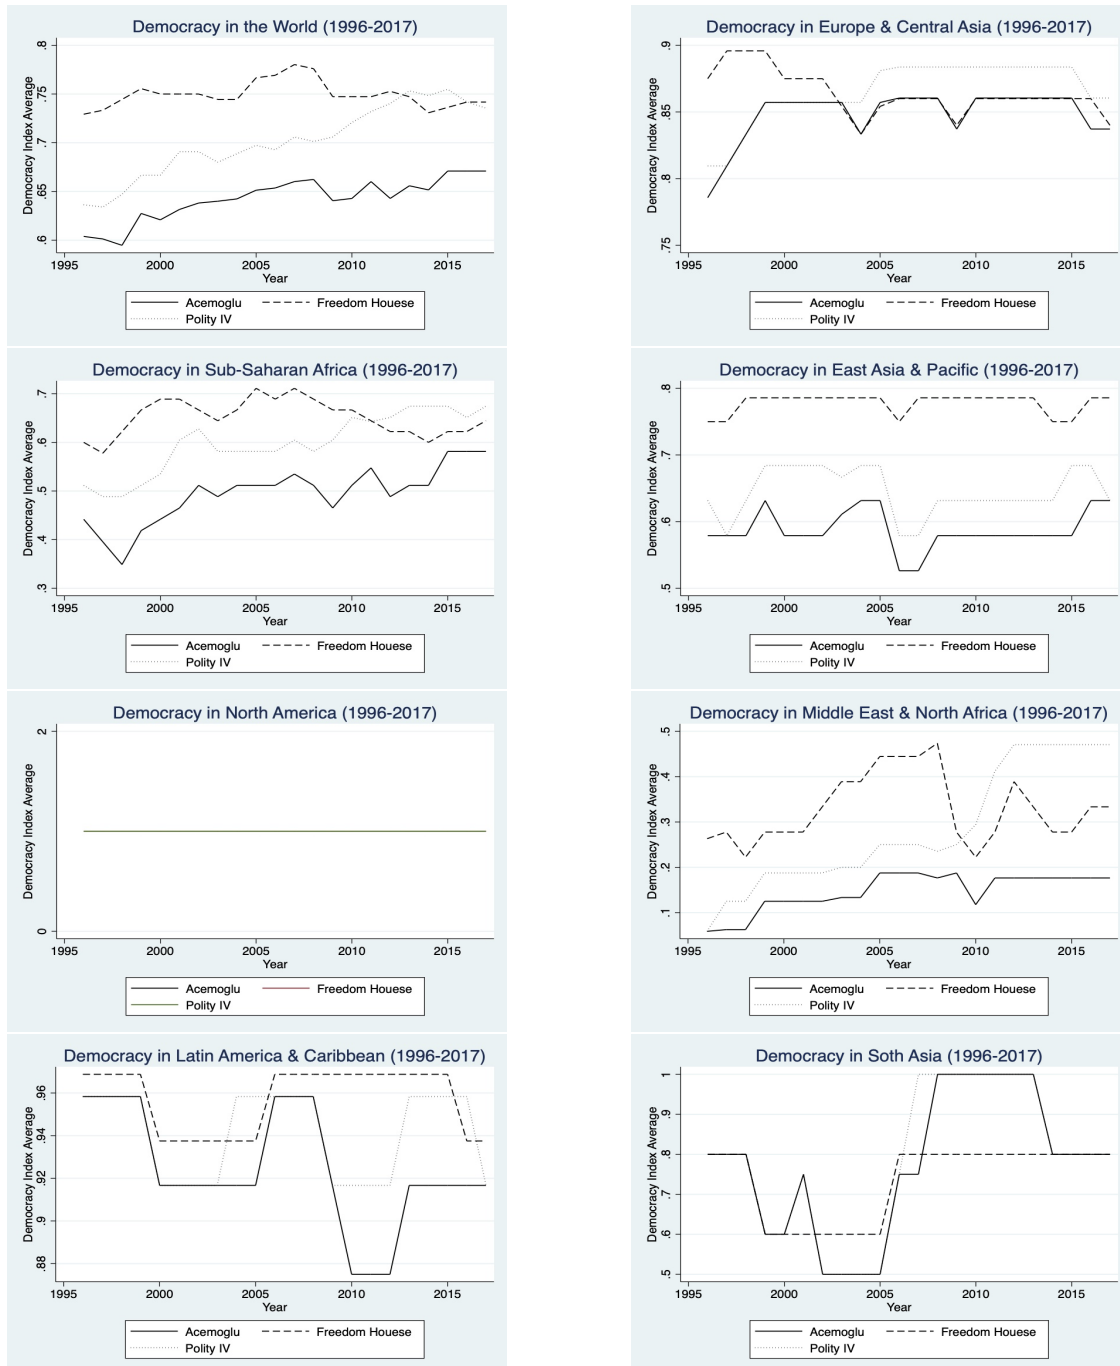 Democracy in the World (1996-2017)
Democracy Index Average
.8
.75
.7
.65
.6
1995 2000 2005 2010 2015
Year
Acemoglu Freedom Houese
Polity IV
Democracy in Europe & Central Asia (1996-2017)
Democracy Index Average
.9
.85
.8
.75
1995 2000 2005 2010 2015
Year
Acemoglu Freedom Houese
Polity IV
Democracy in Sub-Saharan Africa (1996-2017)
Democracy Index Average
.7
.6
.5
.4
.3
1995 2000 2005 2010 2015
Year
Acemoglu Freedom Houese
Polity IV
Democracy in East Asia & Pacific (1996-2017)
Democracy Index Average
.8
.7
.6
.5
1995 2000 2005 2010 2015
Year
Acemoglu Freedom Houese
Polity IV
Democracy in North America (1996-2017)
Democracy Index Average
2
1
0
1995 2000 2005 2010 2015
Year
Acemoglu Freedom Houese
Polity IV
Democracy in Middle East & North Africa (1996-2017)
Democracy Index Average
.5
.4
.3
.2
.1
1995 2000 2005 2010 2015
Year
Acemoglu Freedom Houese
Polity IV
Democracy in Latin America & Caribbean (1996-2017)
Democracy Index Average
.96
.94
.92
.9
.88
1995 2000 2005 2010 2015
Year
Acemoglu Freedom Houese
Polity IV
Democracy in Soth Asia (1996-2017)
Democracy Index Average
1
.9
.8
.7
.6
.5
1995 2000 2005 2010 2015
Year
Acemoglu Freedom Houese
Polity IV